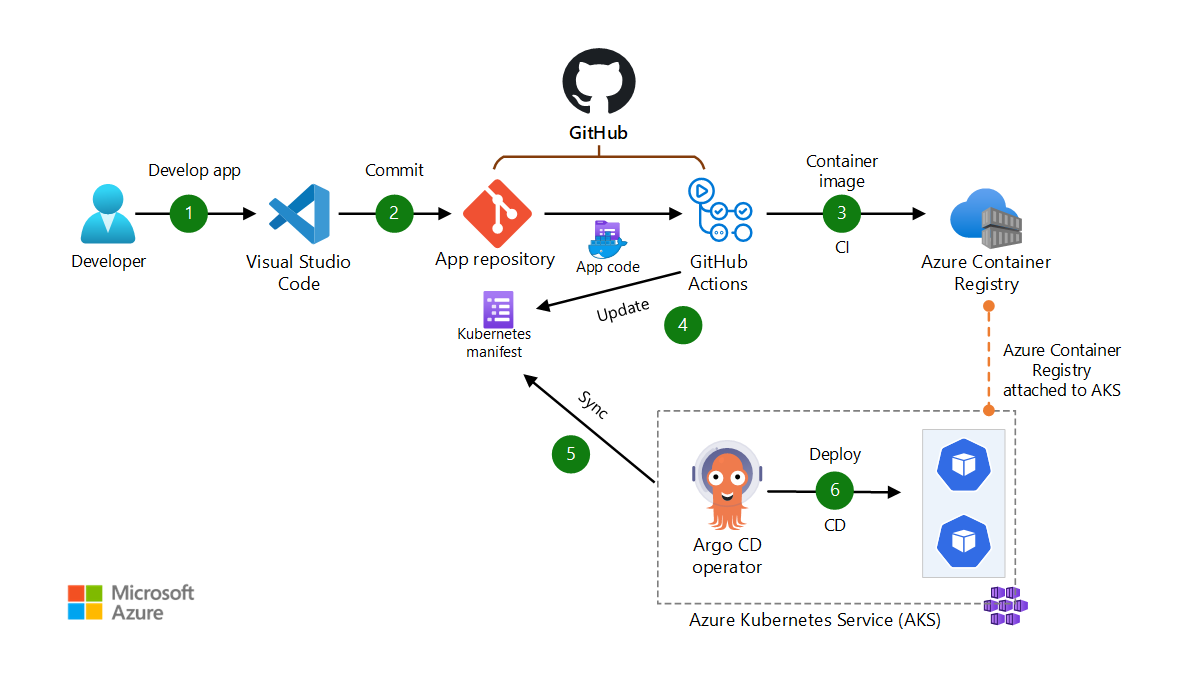 GitHub
Develop app
1
Developer
Commit
2
Visual Studio
Code
App repository
App code
GitHub
Actions
Container
image
3
CI
Azure Container
Registry
Update
4
Kubernetes
manifest
Azure Container
Registry
attached to AKS
Sync
5
Argo CD
operator
Deploy
6
CD
Azure Kubernetes Service (AKS)
Microsoft
Azure